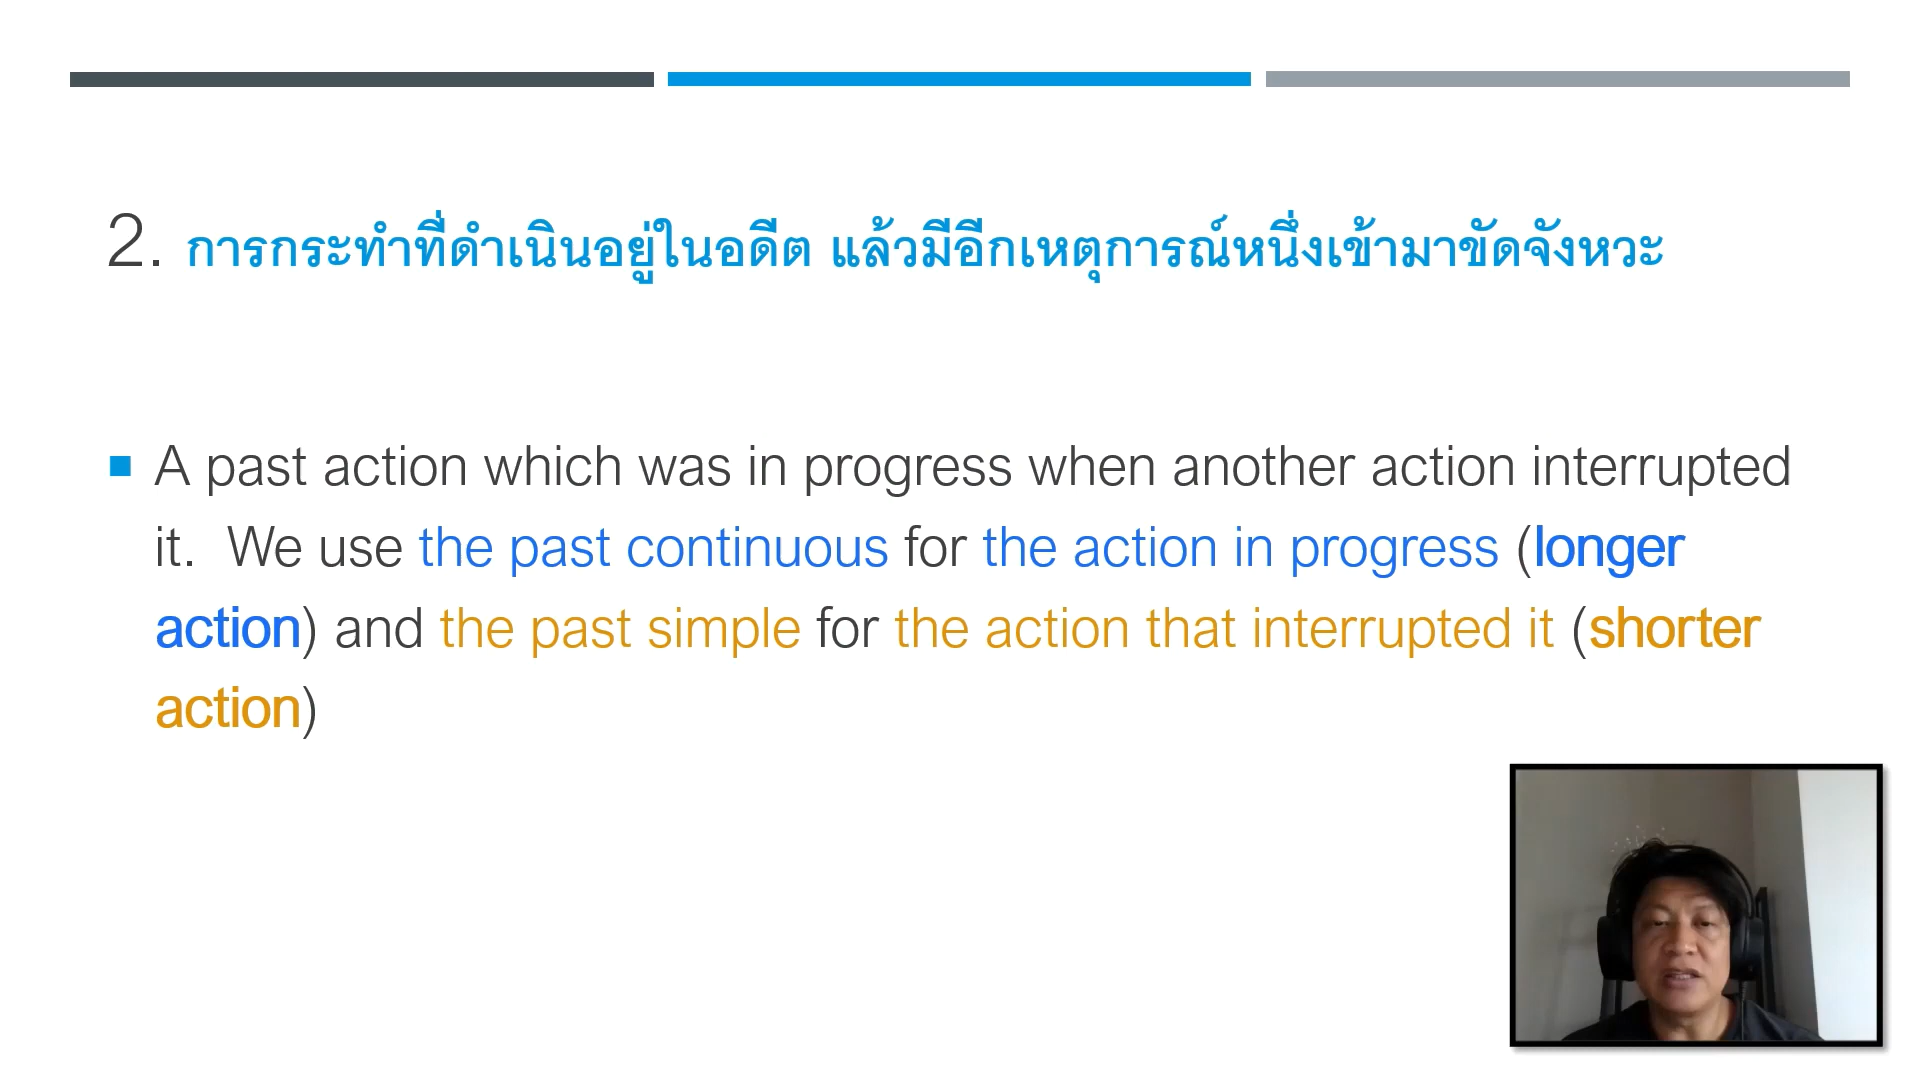 2. การกระทำที่ดำเนินอยู่ในอดีต แล้วมีอีกเหตุการณ์หนึ่งเข้ามาขัดจังหวะ
A past action which was in progress when another action interrupted
it. We use the past continuous for the action in progress (longer
action) and the past simple for the action that interrupted it (shorter
action)